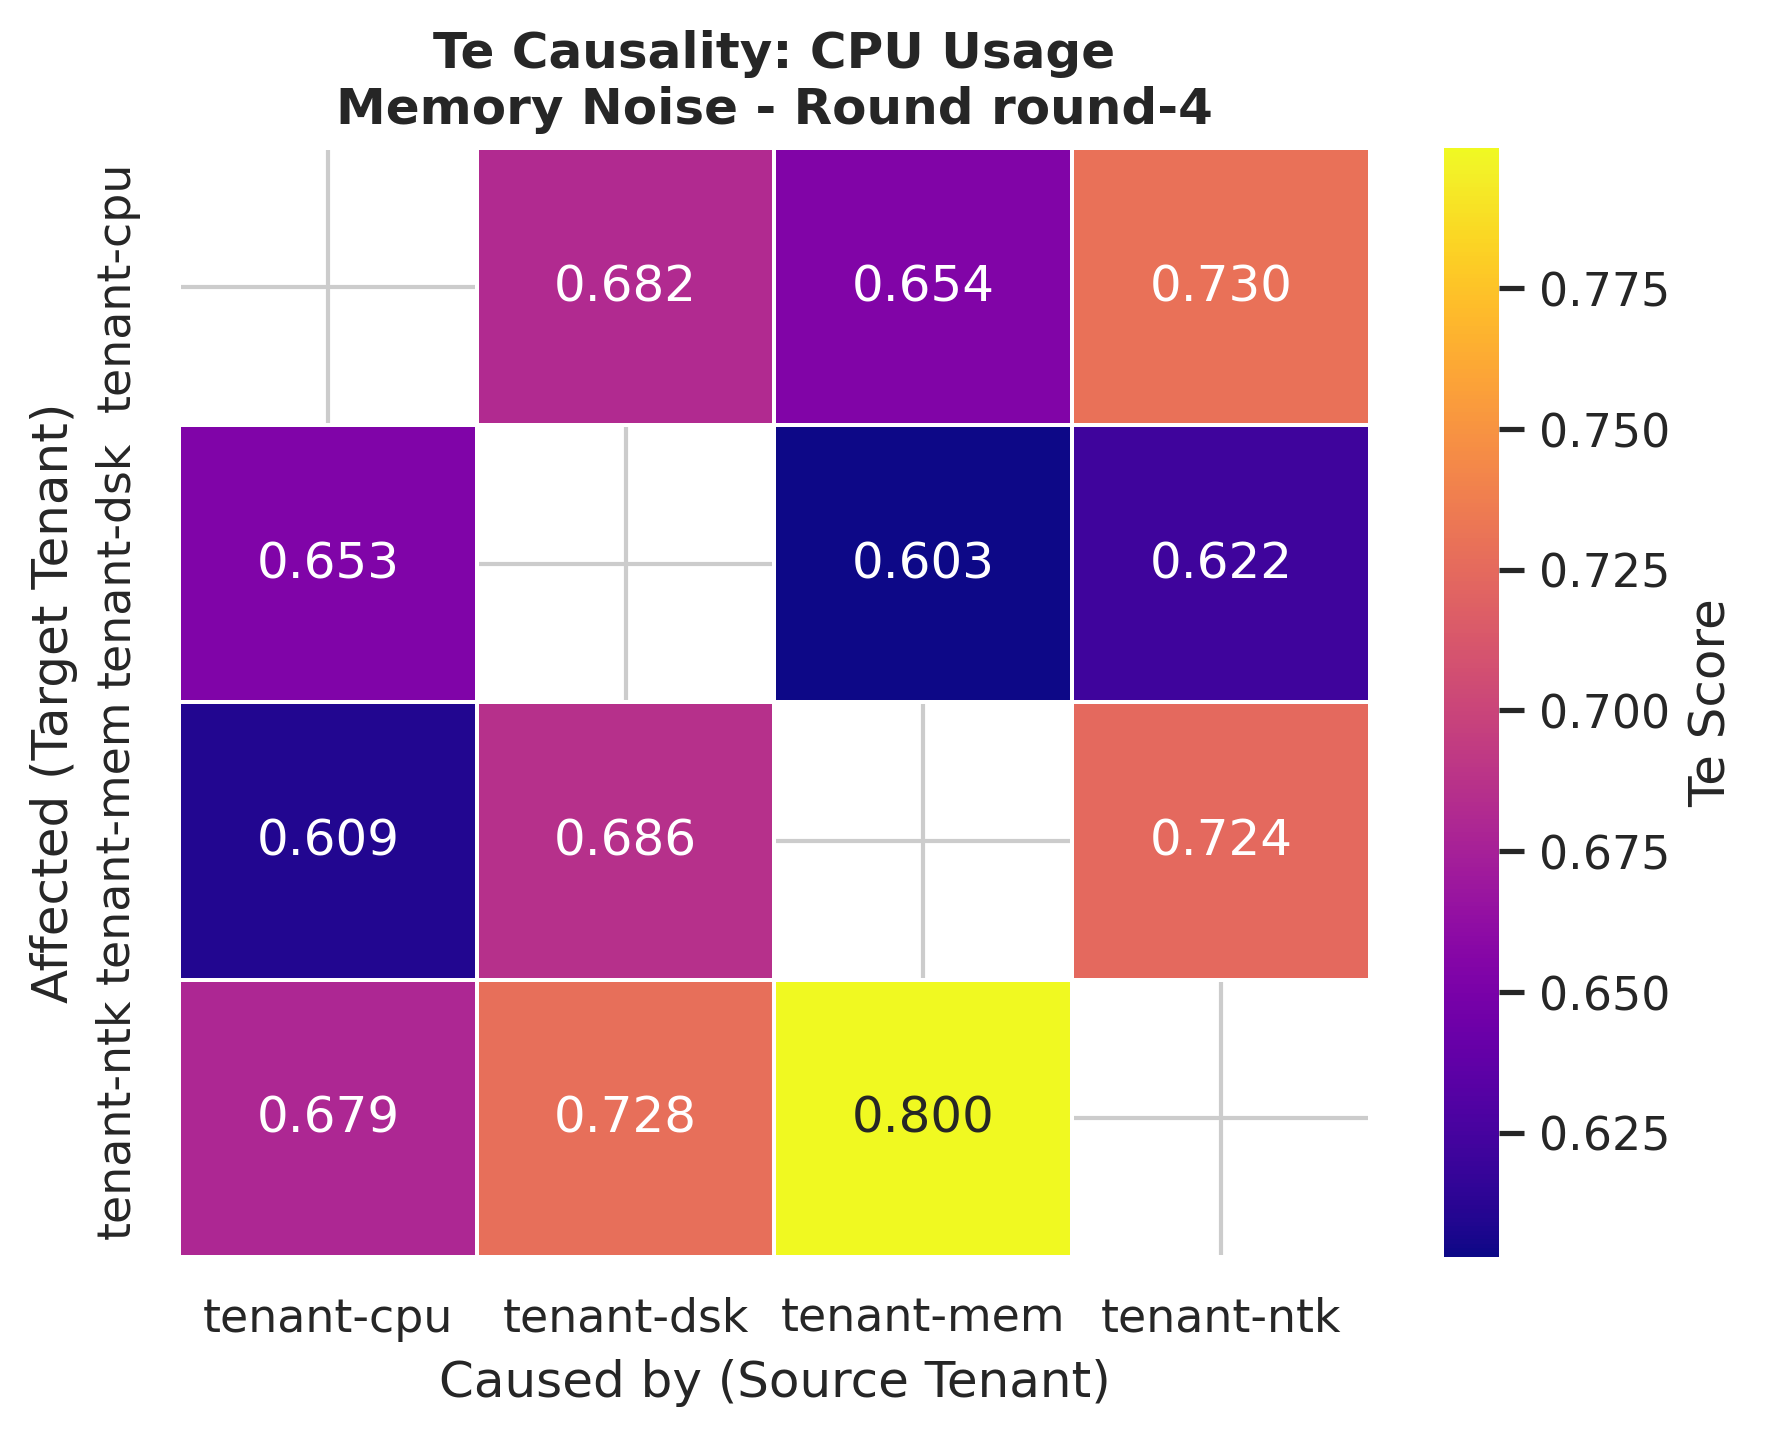 Te Causality: CPU Usage
Memory Noise - Round round-4
Affected (Target Tenant)
tenant-cpu
0.682 0.654 0.730
tenant-dsk
0.653 0.603 0.622
tenant-mem
0.609 0.686 0.724
tenant-ntk
0.679 0.728 0.800
tenant-cpu tenant-dsk tenant-mem tenant-ntk
Caused by (Source Tenant)
0.775
0.750
0.725
0.700
0.675
0.650
0.625
Te Score